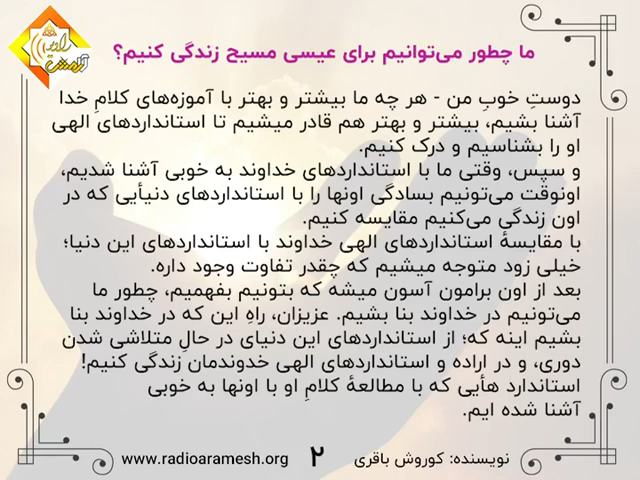 رادیو
آرامش
ما چطور می‌توانیم برای عیسی مسیح زندگی کنیم؟
دوستِ خوبِ من - هر چه ما بیشتر و بهتر با آموزه‌های کلامِ خدا
آشنا بشیم، بیشتر و بهتر هم قادر میشیم تا استانداردهای الهی
او را بشناسیم و درک کنیم.
و سپس، وقتی ما با استانداردهای خداوند به خوبی آشنا شدیم،
اونوقت می‌تونیم بسادگی اونها را با استانداردهای دنیأیی که در
اون زندگی می‌کنیم مقایسه کنیم.
با مقایسهٔ استانداردهای الهی خداوند با استانداردهای این دنیا؛
خیلی زود متوجه میشیم که چقدر تفاوت وجود داره.
بعد از اون برامون آسون میشه که بتونیم بفهمیم، چطور ما
می‌تونیم در خداوند بنا بشیم. عزیزان، راهِ این که در خداوند بنا
بشیم اینه که؛ از استانداردهای این دنیای در حالِ متلاشی شدن
دوری، و در اراده و استانداردهای الهی خدوندمان زندگی کنیم!
استاندارد هأیی که با مطالعهٔ کلامِ او با اونها به خوبی
آشنا شده ایم.
نویسنده: کوروش باقری ۲ www.radioaramesh.org